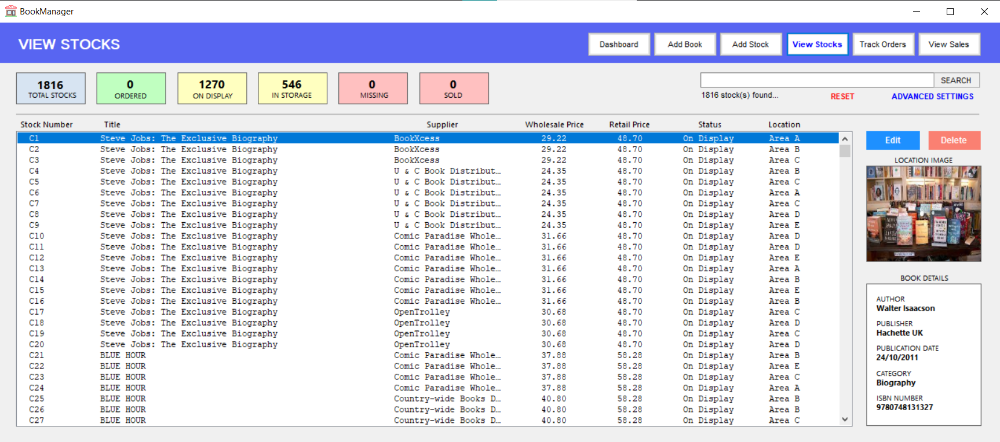 BookManager
VIEW STOCKS
Dashboard Add Book Add Stock View Stocks Track Orders View Sales
1816 0 1270 546 0 0
TOTAL STOCKS ORDERED ON DISPLAY IN STORAGE MISSING SOLD
SEARCH
1816 stock(s) found... RESET ADVANCED SETTINGS
Stock Number Title Supplier Wholesale Price Retail Price Status Location
C1 Steve Jobs: The Exclusive Biography BookXcess 29.22 48.70 On Display Area A
C2 Steve Jobs: The Exclusive Biography BookXcess 29.22 48.70 On Display Area B
C3 Steve Jobs: The Exclusive Biography BookXcess 29.22 48.70 On Display Area C
C4 Steve Jobs: The Exclusive Biography U & C Book Distribut… 24.35 48.70 On Display Area B
C5 Steve Jobs: The Exclusive Biography U & C Book Distribut… 24.35 48.70 On Display Area C
C6 Steve Jobs: The Exclusive Biography U & C Book Distribut… 24.35 48.70 On Display Area A
C7 Steve Jobs: The Exclusive Biography U & C Book Distribut… 24.35 48.70 On Display Area C
C8 Steve Jobs: The Exclusive Biography U & C Book Distribut… 24.35 48.70 On Display Area D
C9 Steve Jobs: The Exclusive Biography U & C Book Distribut… 24.35 48.70 On Display Area E
C10 Steve Jobs: The Exclusive Biography Comic Paradise Whole… 31.66 48.70 On Display Area D
C11 Steve Jobs: The Exclusive Biography Comic Paradise Whole… 31.66 48.70 On Display Area D
C12 Steve Jobs: The Exclusive Biography Comic Paradise Whole… 31.66 48.70 On Display Area E
C13 Steve Jobs: The Exclusive Biography Comic Paradise Whole… 31.66 48.70 On Display Area A
C14 Steve Jobs: The Exclusive Biography Comic Paradise Whole… 31.66 48.70 On Display Area B
C15 Steve Jobs: The Exclusive Biography Comic Paradise Whole… 31.66 48.70 On Display Area E
C16 Steve Jobs: The Exclusive Biography Comic Paradise Whole… 31.66 48.70 On Display Area B
C17 Steve Jobs: The Exclusive Biography OpenTrolley 30.68 48.70 On Display Area C
C18 Steve Jobs: The Exclusive Biography OpenTrolley 30.68 48.70 On Display Area D
C19 Steve Jobs: The Exclusive Biography OpenTrolley 30.68 48.70 On Display Area C
C20 Steve Jobs: The Exclusive Biography OpenTrolley 30.68 48.70 On Display Area D
C21 BLUE HOUR Comic Paradise Whole… 37.88 58.28 On Display Area B
C22 BLUE HOUR Comic Paradise Whole… 37.88 58.28 On Display Area E
C23 BLUE HOUR Comic Paradise Whole… 37.88 58.28 On Display Area C
C24 BLUE HOUR Comic Paradise Whole… 37.88 58.28 On Display Area A
C25 BLUE HOUR Country-wide Books D… 40.80 58.28 On Display Area B
C26 BLUE HOUR Country-wide Books D… 40.80 58.28 On Display Area B
C27 BLUE HOUR Country-wide Books D… 40.80 58.28 On Display Area C
Edit Delete
LOCATION IMAGE
BOOK DETAILS
AUTHOR
Walter Isaacson
PUBLISHER
Hachette UK
PUBLICATION DATE
24/10/2011
CATEGORY
Biography
ISBN NUMBER
9780748131327